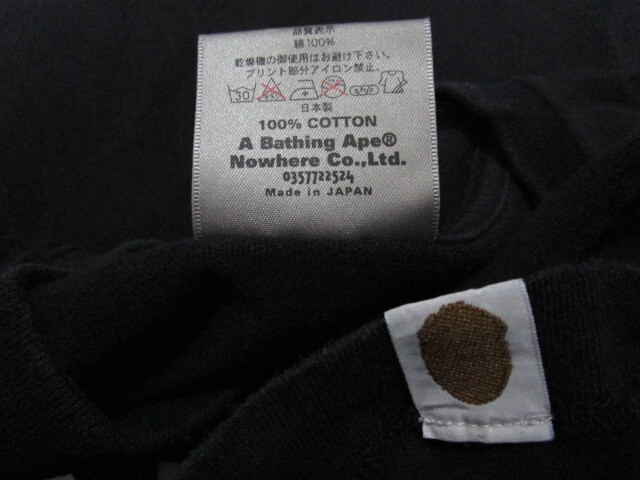 品質表示
綿100%
乾燥機の御使用はお避け下さい。
プリント部分アイロン禁止。
30
日本製
100% COTTON
A Bathing Ape®
Nowhere Co.,Ltd.
0357722524
Made in JAPAN